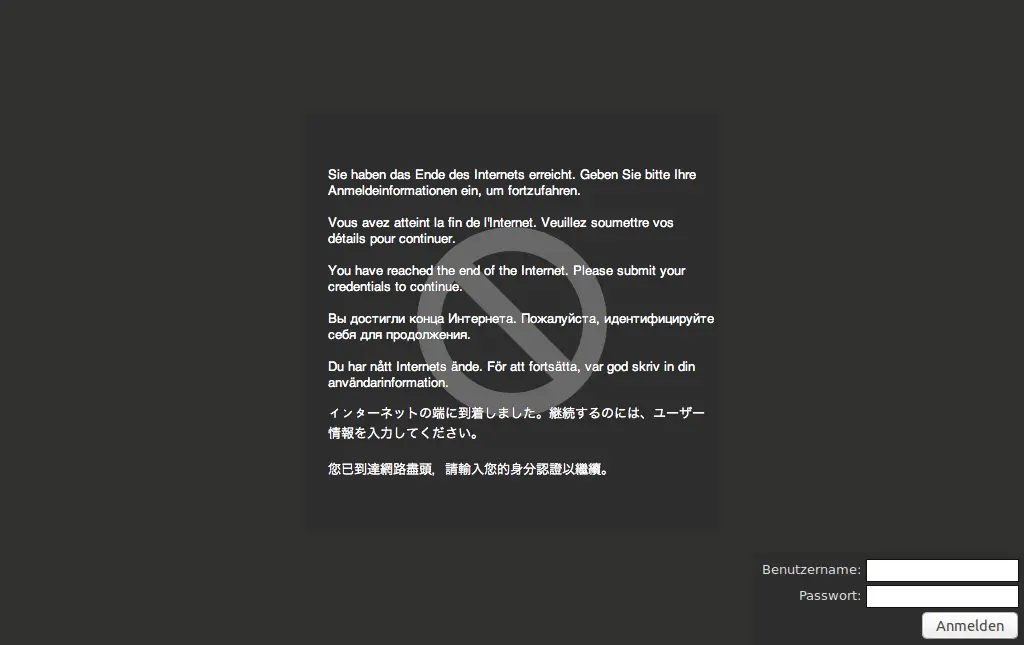 Sie haben das Ende des Internets erreicht. Geben Sie bitte Ihre
Anmeldeinformationen ein, um fortzufahren.
Vous avez atteint la fin de l'Internet. Veuillez soumettre vos
détails pour continuer.
You have reached the end of the Internet. Please submit your
credentials to continue.
Вы достигли конца Интернета. Пожалуйста, идентифицируйте
себя для продолжения.
Du har nått Internets ände. För att fortsätta, var god skriv in din
användarinformation.
インターネットの端に到着しました。継続するのには、ユーザー
情報を入力してください。
您已到達網路盡頭，請輸入您的身分認證以繼續。
Benutzername:
Passwort:
Anmelden